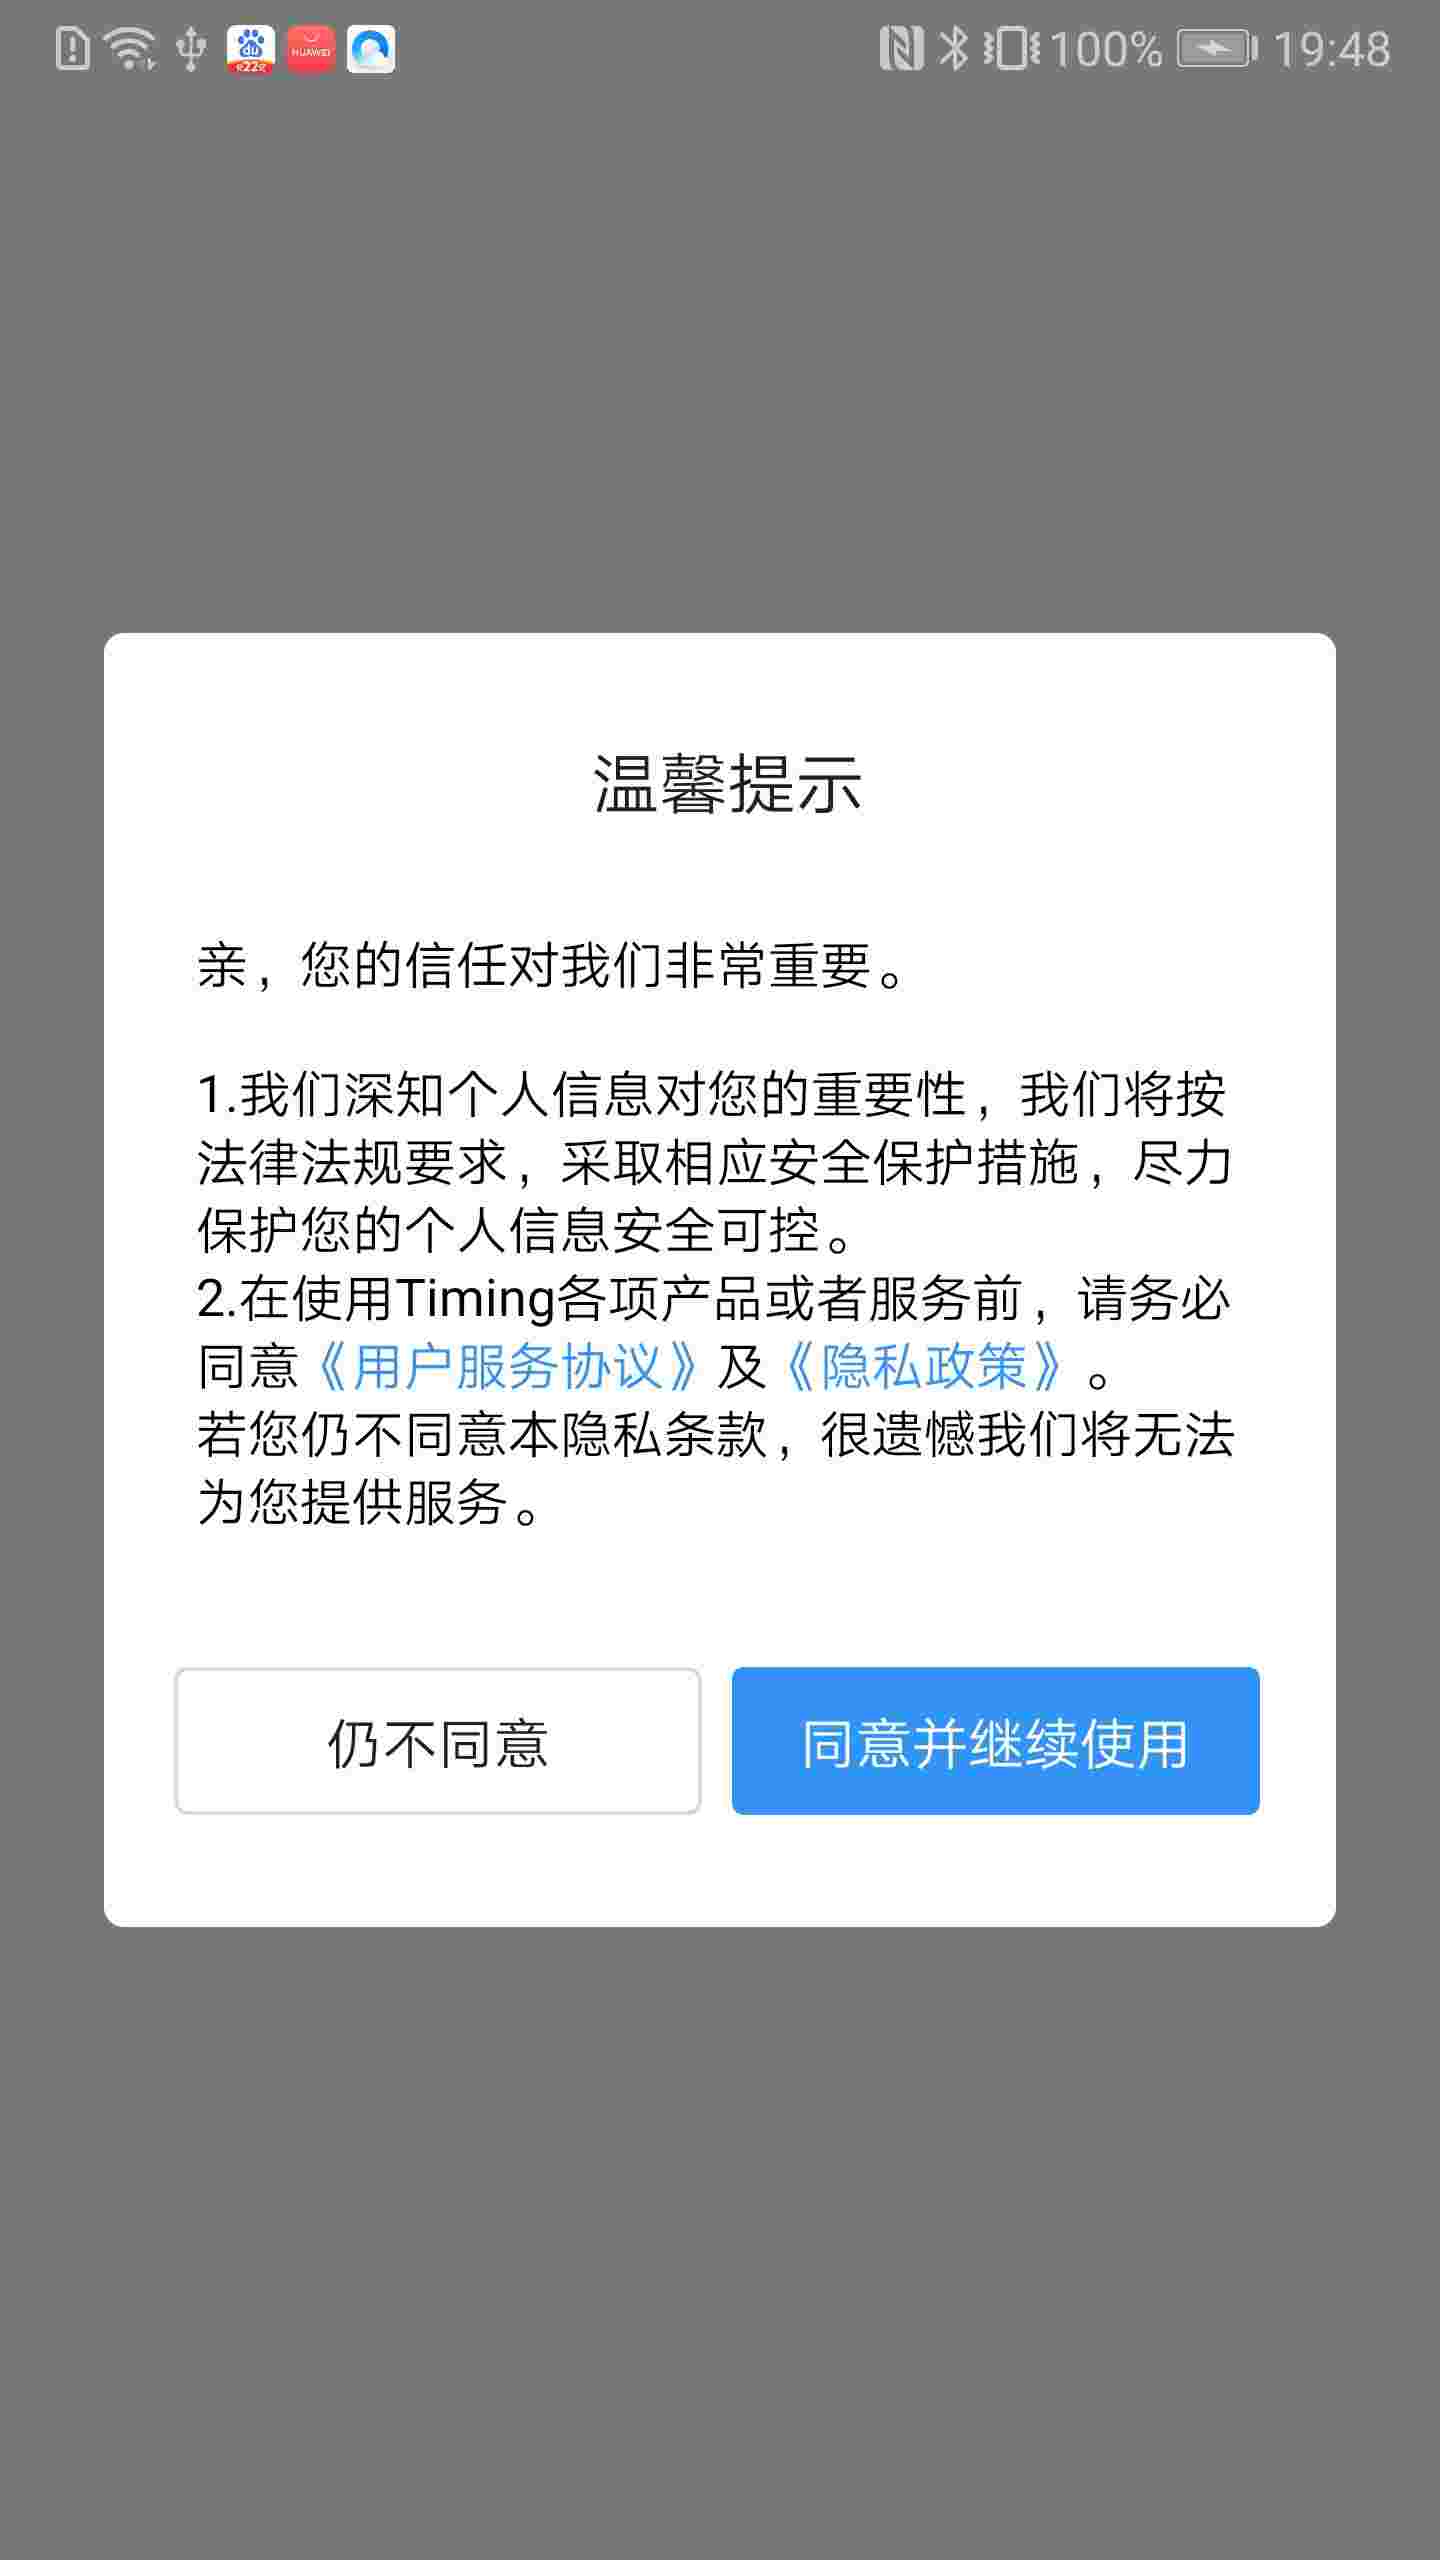 100% 19:48
du
HUAWEI
温馨提示
亲，您的信任对我们非常重要。
1.我们深知个人信息对您的重要性，我们将按
法律法规要求，采取相应安全保护措施，尽力
保护您的个人信息安全可控。
2.在使用Timing各项产品或者服务前，请务必
同意《用户服务协议》及《隐私政策》。
若您仍不同意本隐私条款，很遗憾我们将无法
为您提供服务。
仍不同意
同意并继续使用